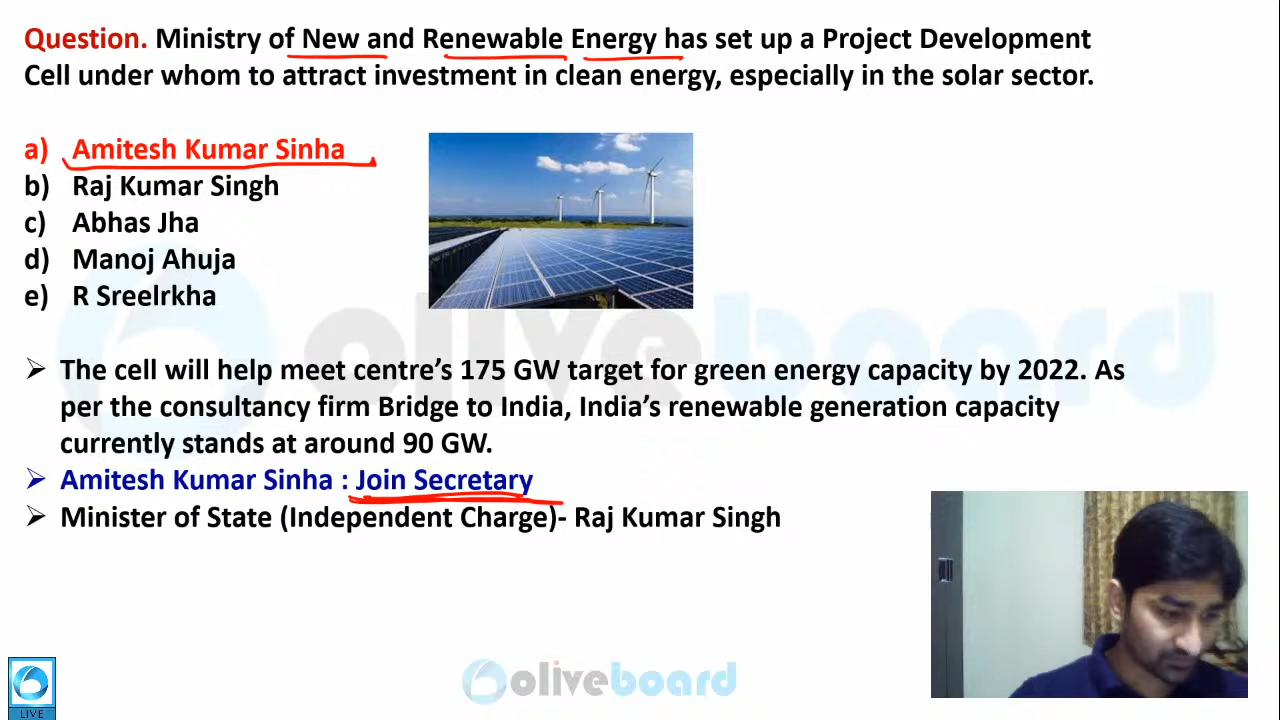 Question. Ministry of New and Renewable Energy has set up a Project Development
Cell under whom to attract investment in clean energy, especially in the solar sector.
a) Amitesh Kumar Sinha
b) Raj Kumar Singh
c) Abhas Jha
d) Manoj Ahuja
e) R Sreelrkha
oliveboard
➢ The cell will help meet centre's 175 GW target for green energy capacity by 2022. As
per the consultancy firm Bridge to India, India's renewable generation capacity
currently stands at around 90 GW.
➢ Amitesh Kumar Sinha : Join Secretary
➢ Minister of State (Independent Charge)- Raj Kumar Singh
oliveboard
LIVE